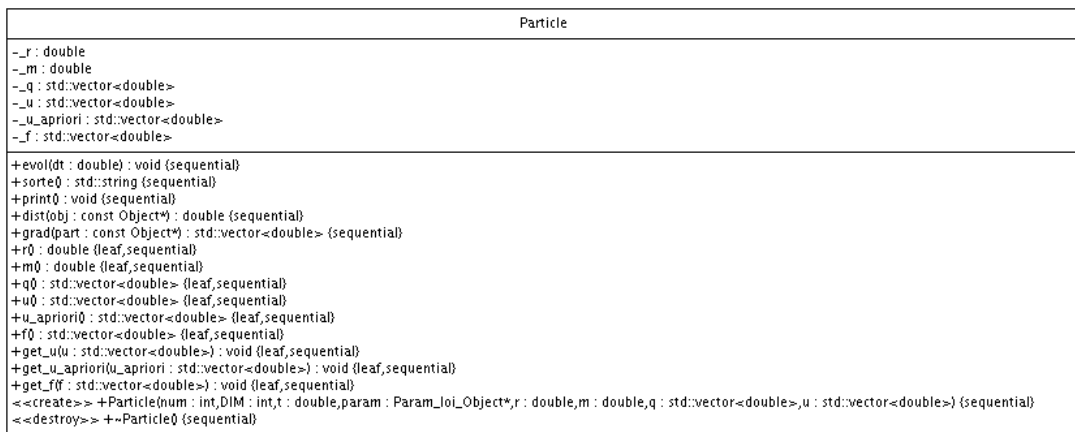 Particle
-_r : double
-_m : double
-_q : std::vector<double>
-_u : std::vector<double>
-_u_apriori : std::vector<double>
-_f : std::vector<double>
+evol(dt : double) : void {sequential}
+sorte() : std::string {sequential}
+print() : void {sequential}
+dist(obj : const Object*) : double {sequential}
+grad(part : const Object*) : std::vector<double> {sequential}
+r() : double {leaf,sequential}
+m() : double {leaf,sequential}
+q() : std::vector<double> {leaf,sequential}
+u() : std::vector<double> {leaf,sequential}
+u_apriori() : std::vector<double> {leaf,sequential}
+f() : std::vector<double> {leaf,sequential}
+get_u(u : std::vector<double>) : void {leaf,sequential}
+get_u_apriori(u_apriori : std::vector<double>) : void {leaf,sequential}
+get_f(f : std::vector<double>) : void {leaf,sequential}
<<create>> +Particle(num : int,DIM : int,t : double,param : Param_loi_Object*,r : double,m : double,q : std::vector<double>,u : std::vector<double>) {sequential}
<<destroy>> +~Particle() {sequential}